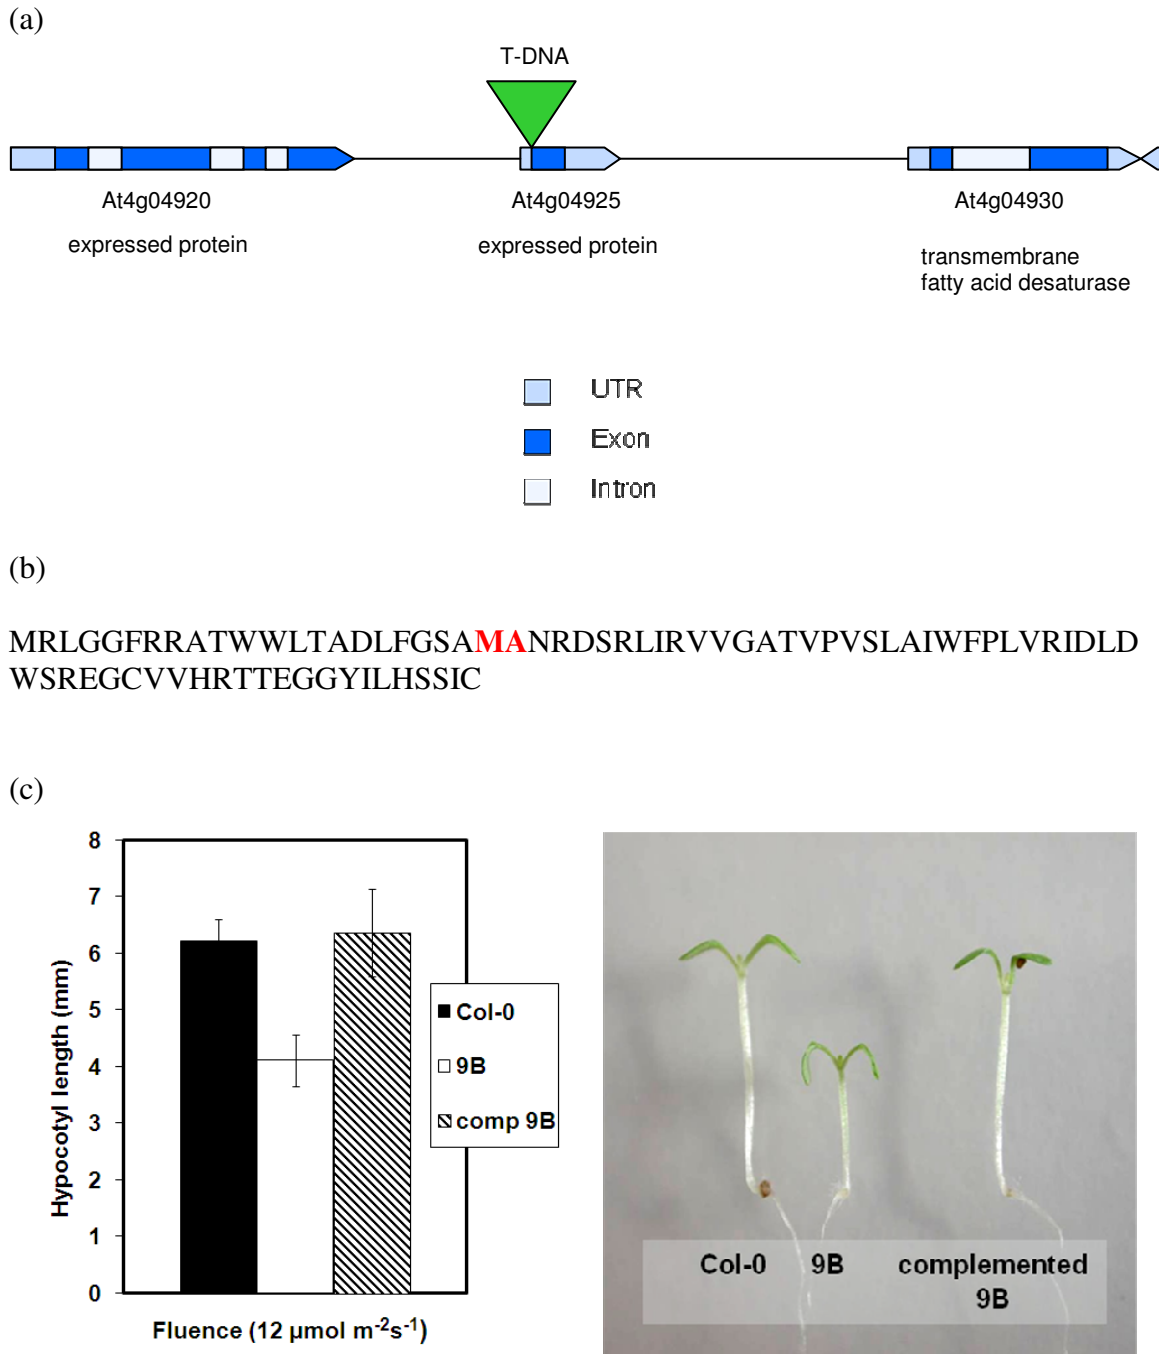 (a)
T-DNA
At4g04920
At4g04925
At4g04930
expressed protein
expressed protein
transmembrane
fatty acid desaturase
UTR
Exon
Intron
(b)
MRLGGFRRATWWLTADLFGSAMANRDSRLIRVVGATVPVSLAIWFPLVRIDLD
WSREGCVVHRTTEGGYILHSSIC
(c)
8
7
6
5
4
3
2
1
0
Hypocotyl length (mm)
Col-0
9B
comp 9B
Fluence (12 µmol m-2s-1)
Col-0
9B
complemented
9B